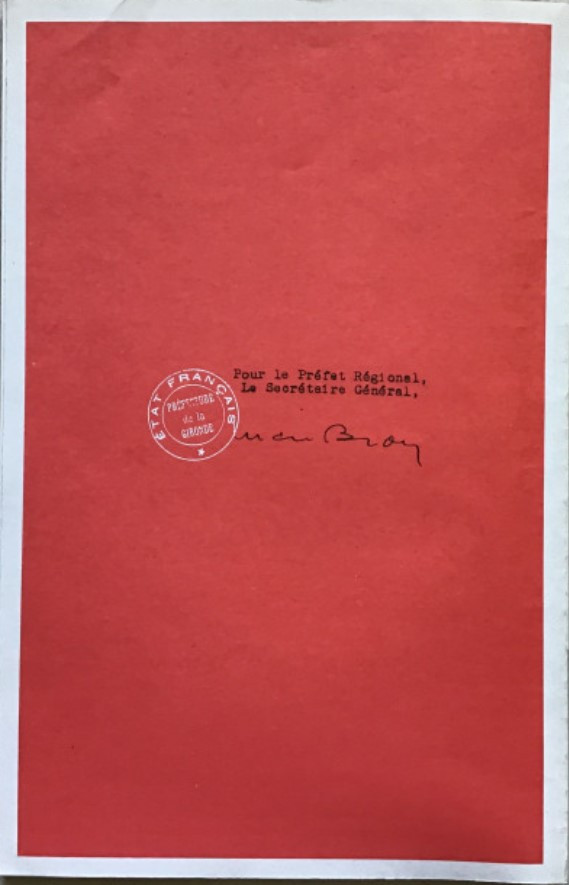 Pour le Préfet Régional,
Le Secrétaire Général,
ÉTAT FRANÇAIS
PRÉFECTURE
de la
GIRONDE